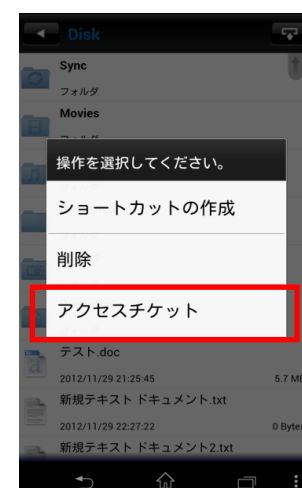 Disk
Sync
フォルダ
Movies
操作を選択してください。
ショートカットの作成
削除
アクセスチケット
テスト.doc
2012/11/29 21:25:45 5.7 MB
新規テキスト ドキュメント.txt
2012/11/29 22:27:22 0 Bytes
新規テキスト ドキュメント2.txt